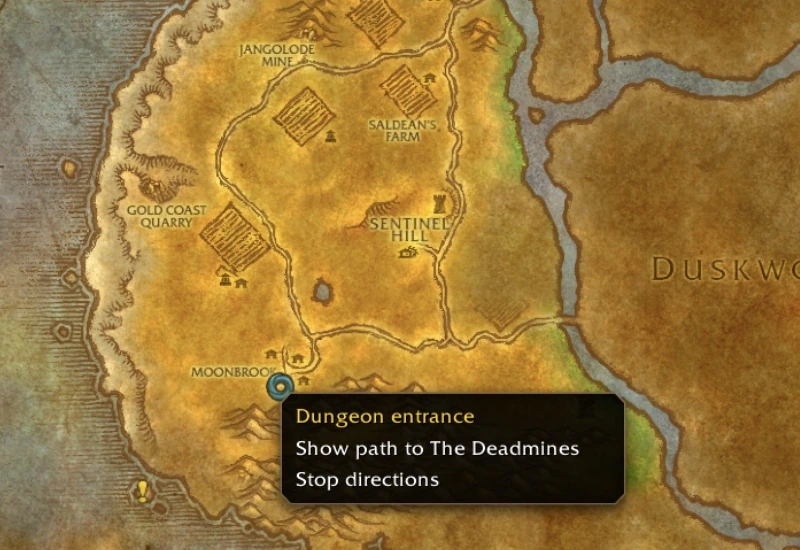 JANGOLODE
MINE
SALDEAN'S
FARM
GOLD COAST
QUARRY
SENTINEL
HILL
DUSKWO
MOONBROOK
Dungeon entrance
Show path to The Deadmines
Stop directions